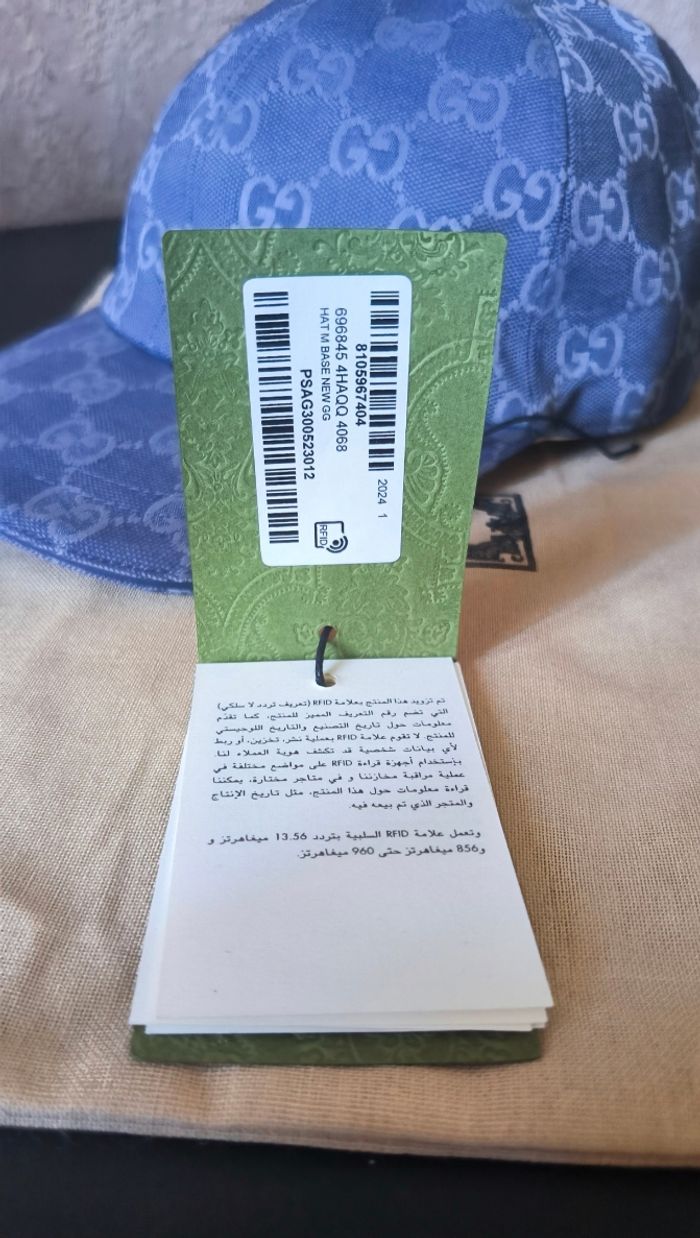 8105967404
696845 4HAQQ 4068
HAT M BASE NEW GG
PSAG300523012
2024 1
RFID
تم تزويد هذا المنتج بعلامة RFID (تعريف تردد لا سلكي)
التي تضم رقم التعريف المميز للمنتج، كما تقدّم
معلومات حول تاريخ التصنيع والتاريخ اللوجيستي
للمنتج. لا تقوم علامة RFID بعملية نشر، تخزين، أو ربط
لأي بيانات شخصية قد تكشف هوية العملاء لنا.
بإستخدام أجهزة قراءة RFID على مواضع مختلفة في
عملية مراقبة مخازننا و في متاجر مختارة، يمكننا
قراءة معلومات حول هذا المنتج، مثل تاريخ الإنتاج
والمتجر الذي تم بيعه فيه.
وتعمل علامة RFID السلبية بتردد 13.56 ميغاهرتز و
و856 ميغاهرتز حتى 960 ميغاهرتز.
GG